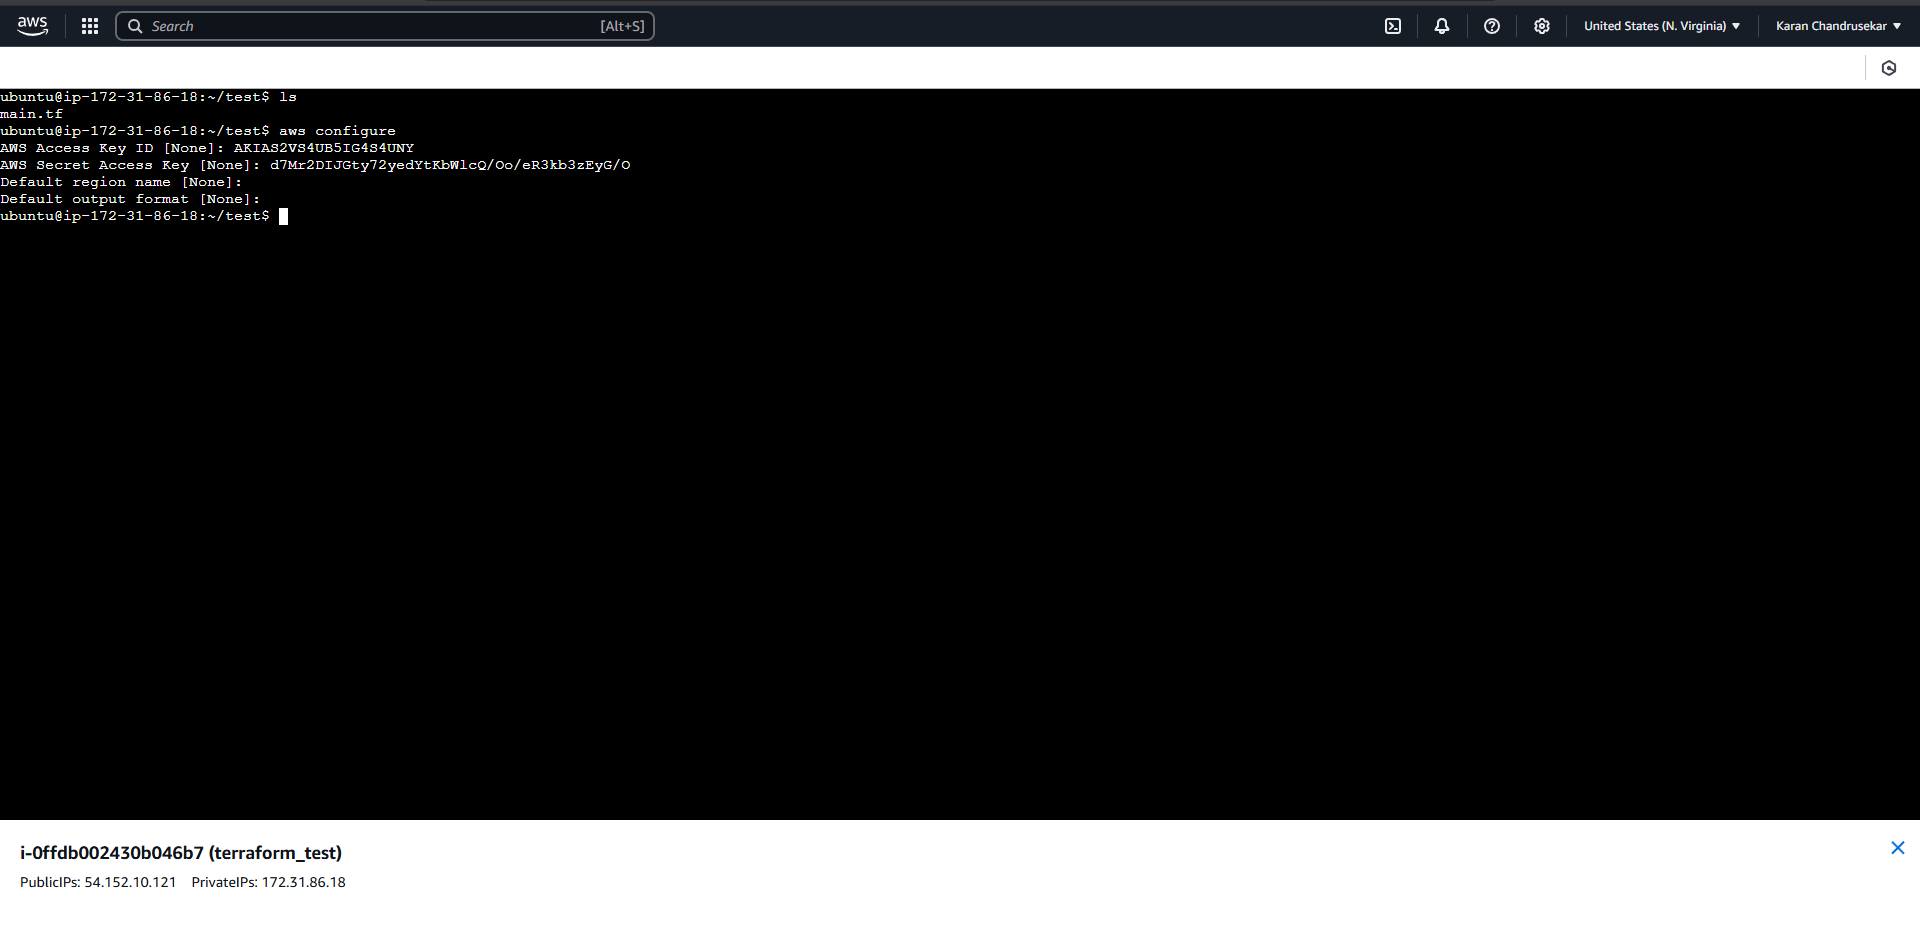 aws
Search [Alt+S]
United States (N. Virginia)
Karan Chandrusekar
ubuntu@ip-172-31-86-18:~/test$ ls
main.tf
ubuntu@ip-172-31-86-18:~/test$ aws configure
AWS Access Key ID [None]: AKIAS2VS4UB5IG4S4UNY
AWS Secret Access Key [None]: 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
Default region name [None]:
Default output format [None]:
ubuntu@ip-172-31-86-18:~/test$
i-0ffdb002430b046b7 (terraform_test)
PublicIPs: 54.152.10.121 PrivateIPs: 172.31.86.18